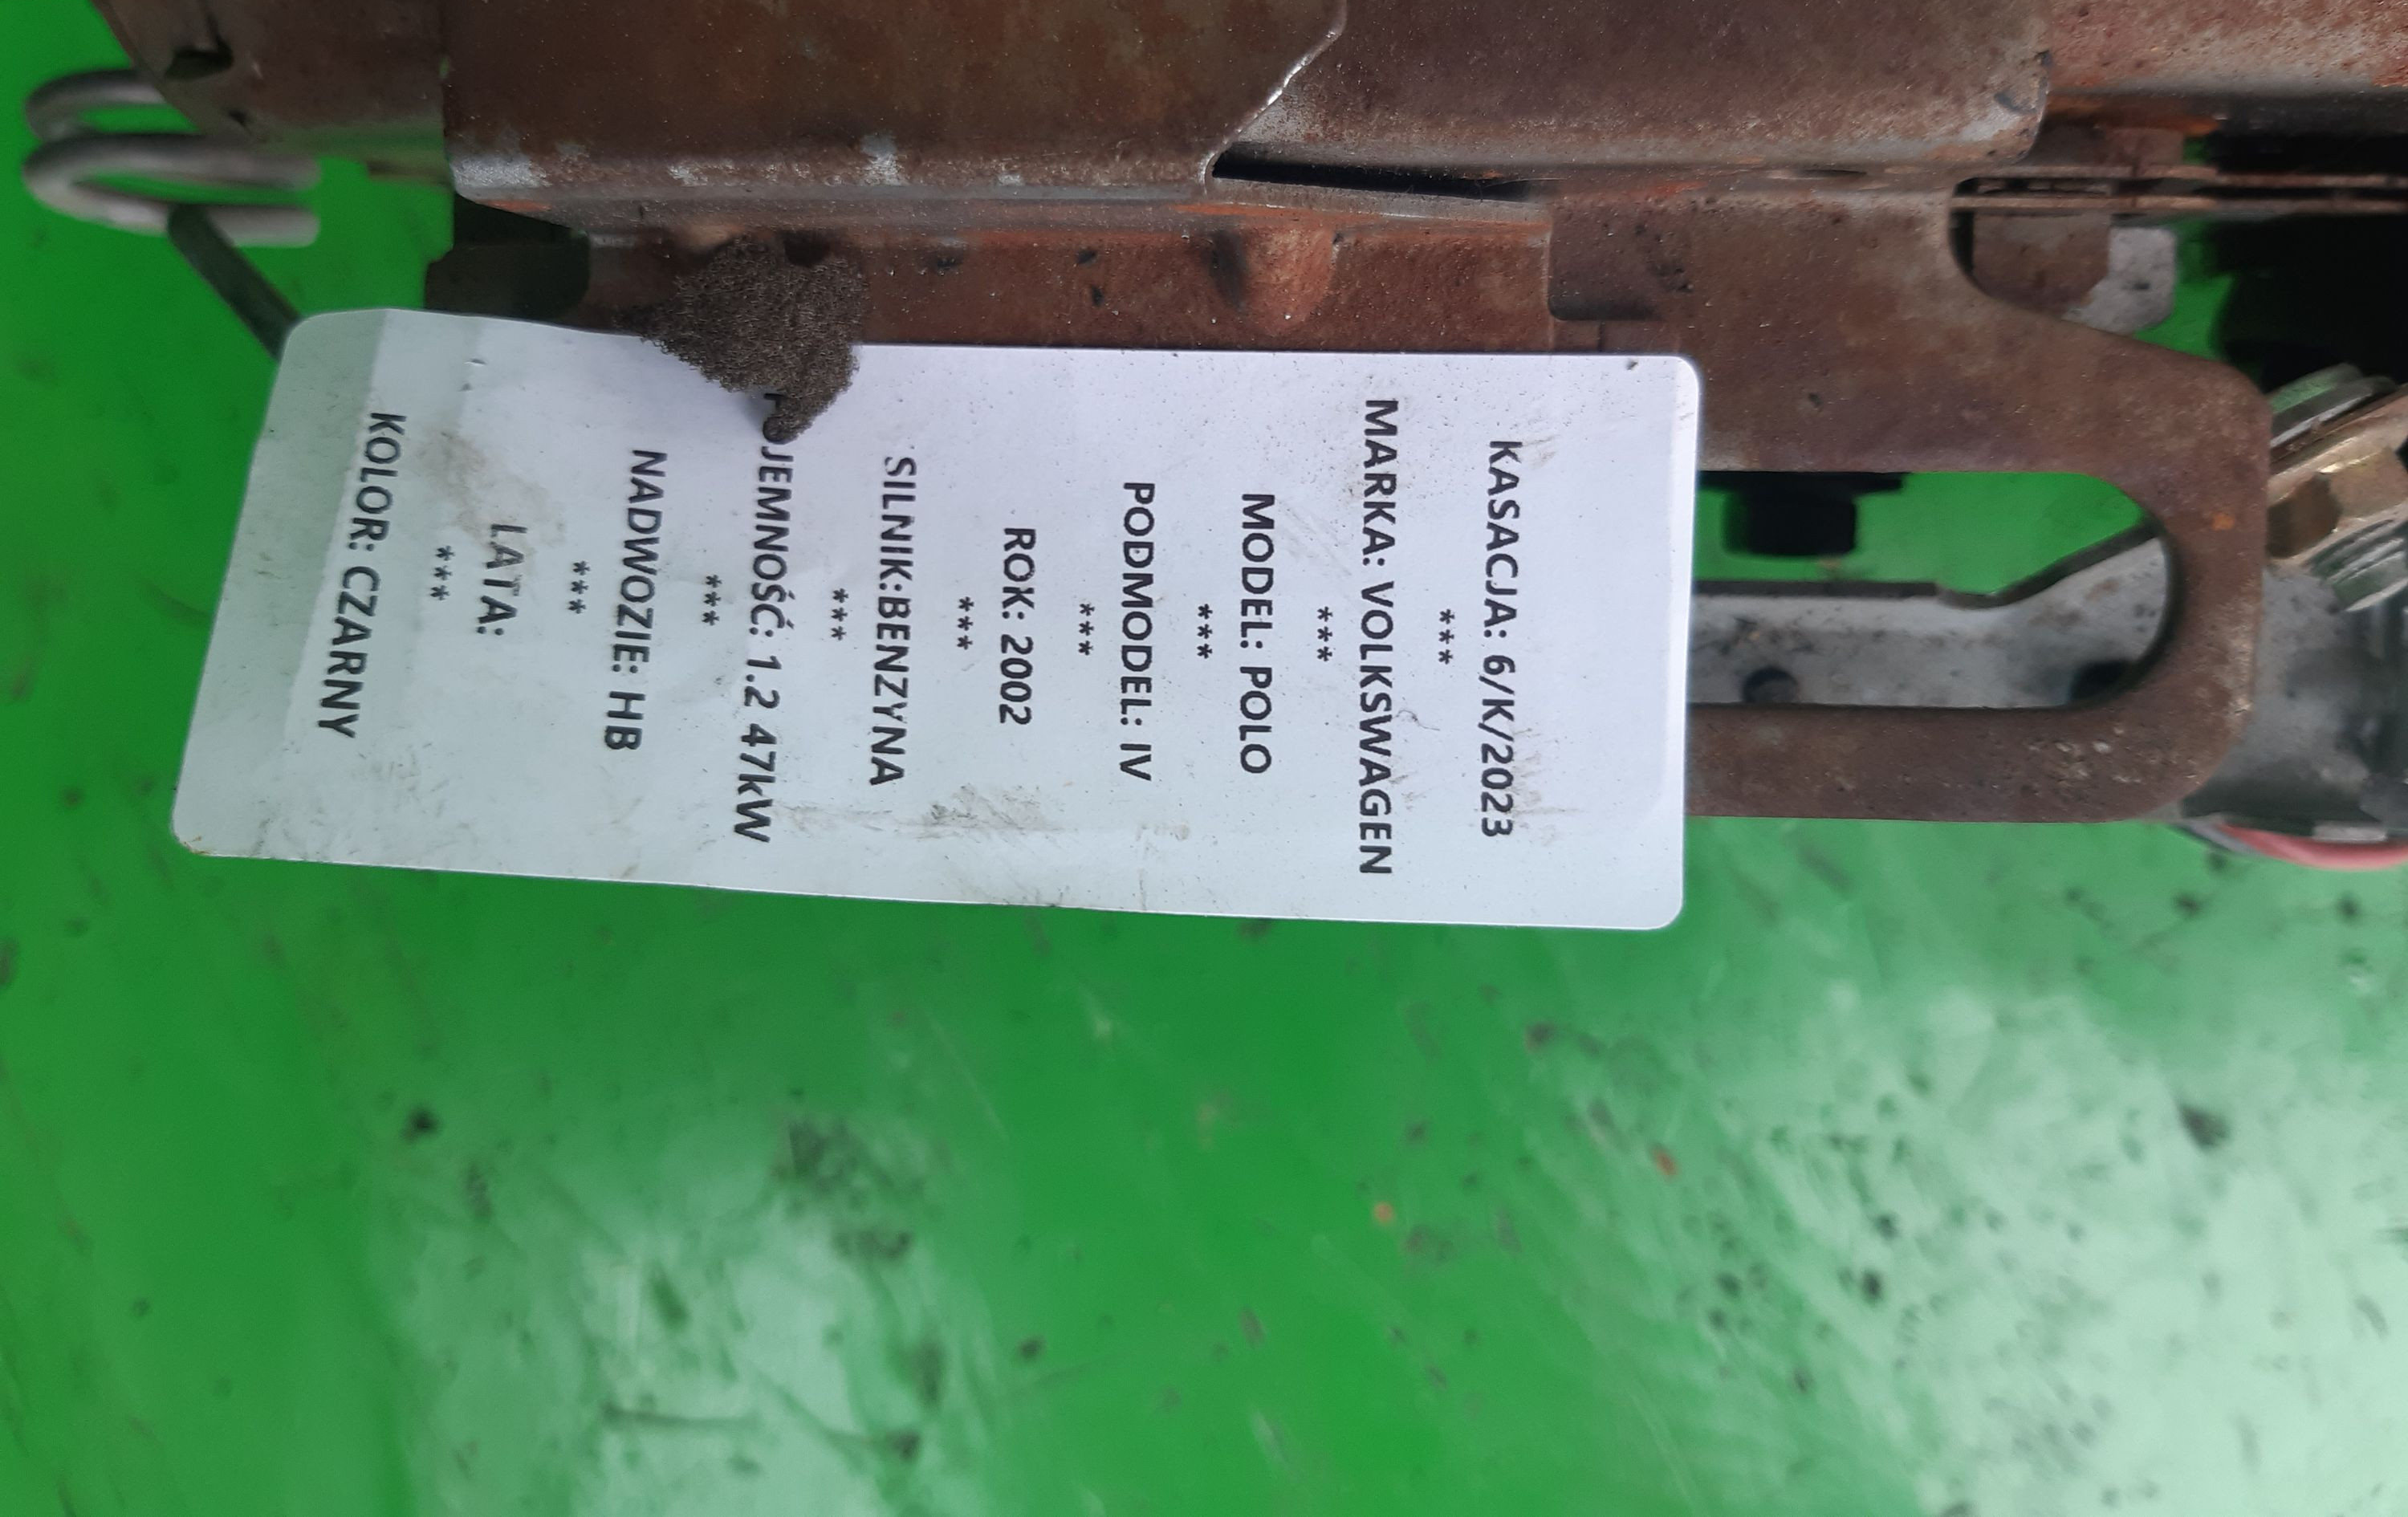 KASACJA: 6/K/2023
***
MARKA: VOLKSWAGEN
***
MODEL: POLO
***
PODMODEL: IV
***
ROK: 2002
***
SILNIK:BENZYNA
***
POJEMNOŚĆ: 1.2 47kW
***
NADWOZIE: HB
***
LATA:
***
KOLOR: CZARNY